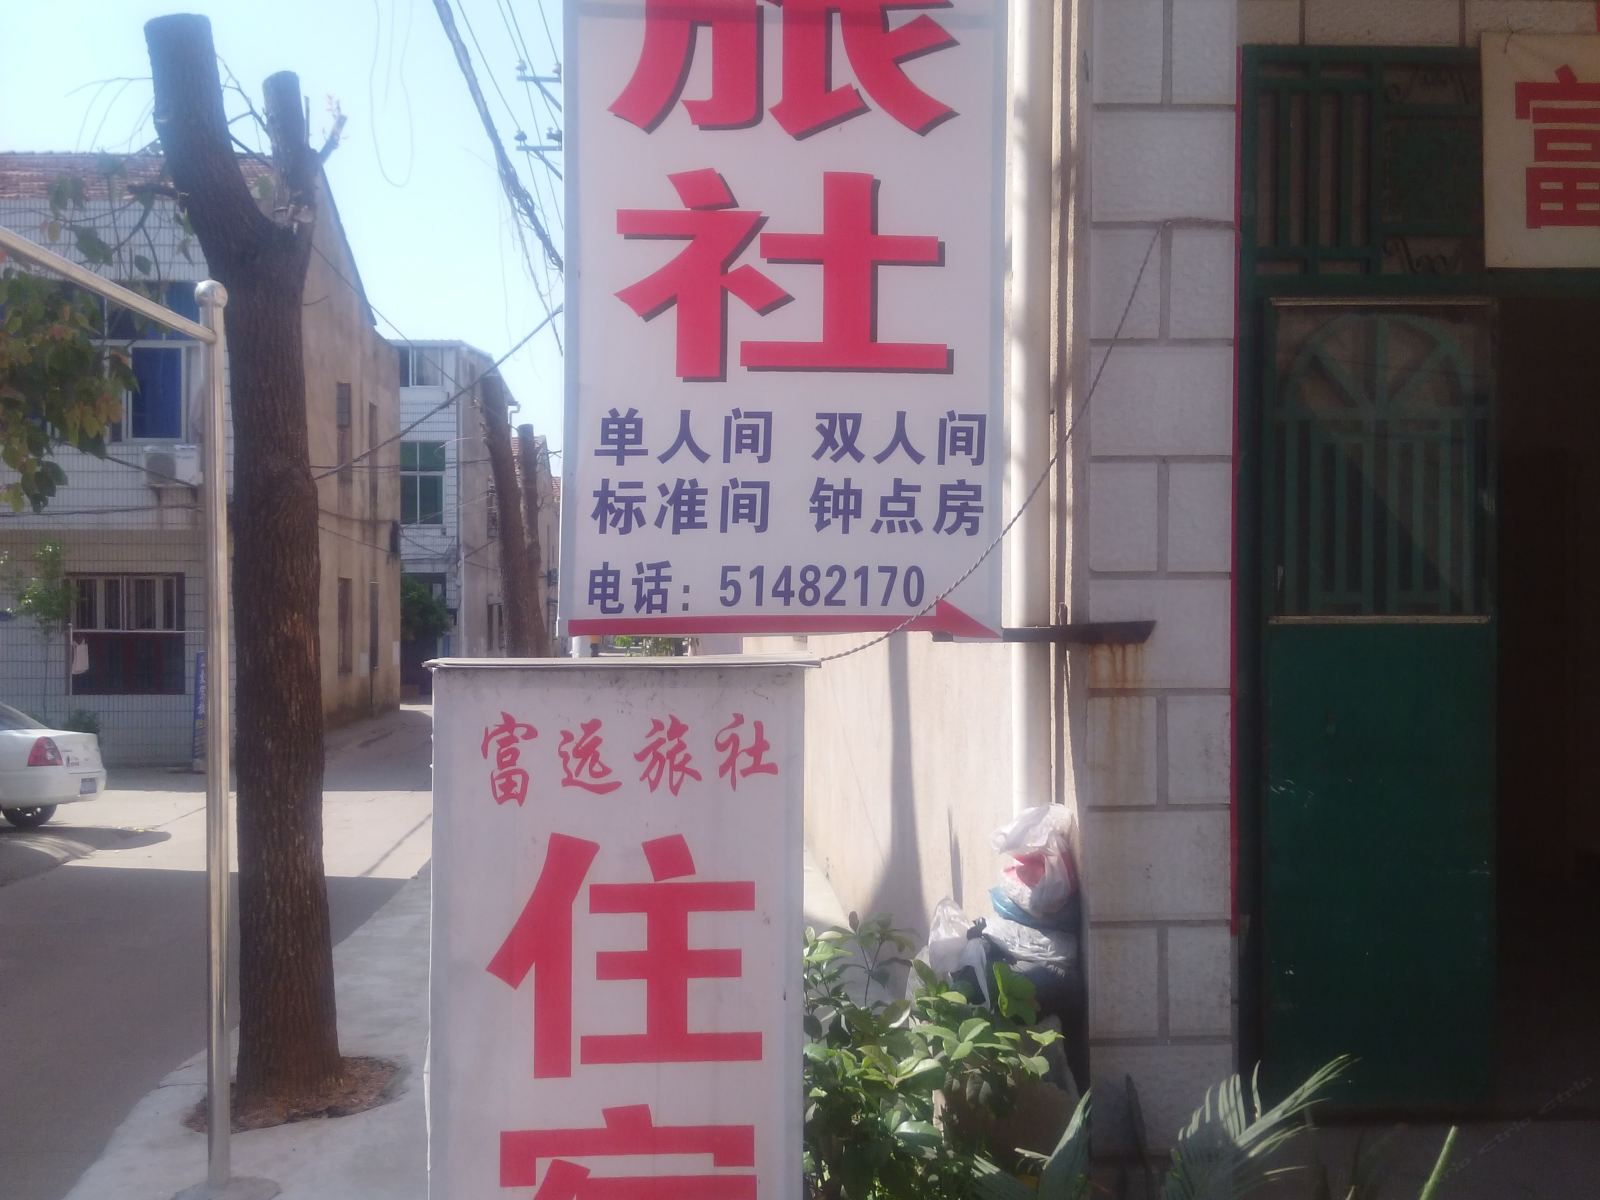 旅社
单人间 双人间
标准间 钟点房
电话：51482170
富远旅社
住
富